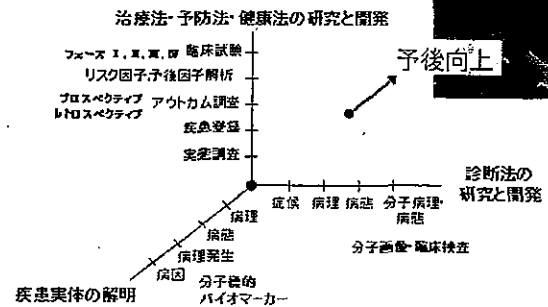 治療法・予防法・健康法の研究と開発
フェーズ Ⅰ,Ⅱ,Ⅲ,Ⅳ 臨床試験
リスク因子,予後因子解析
プロスペクティブ
レトロスペクティブ
アウトカム調査
疾患登録
実態調査
予後向上
診断法の
研究と開発
症候 病理 病態 分子病理・
病態
分子画像・臨床検査
病理
病態
病理発生
病因
分子標的
バイオマーカー
疾患実体の解明